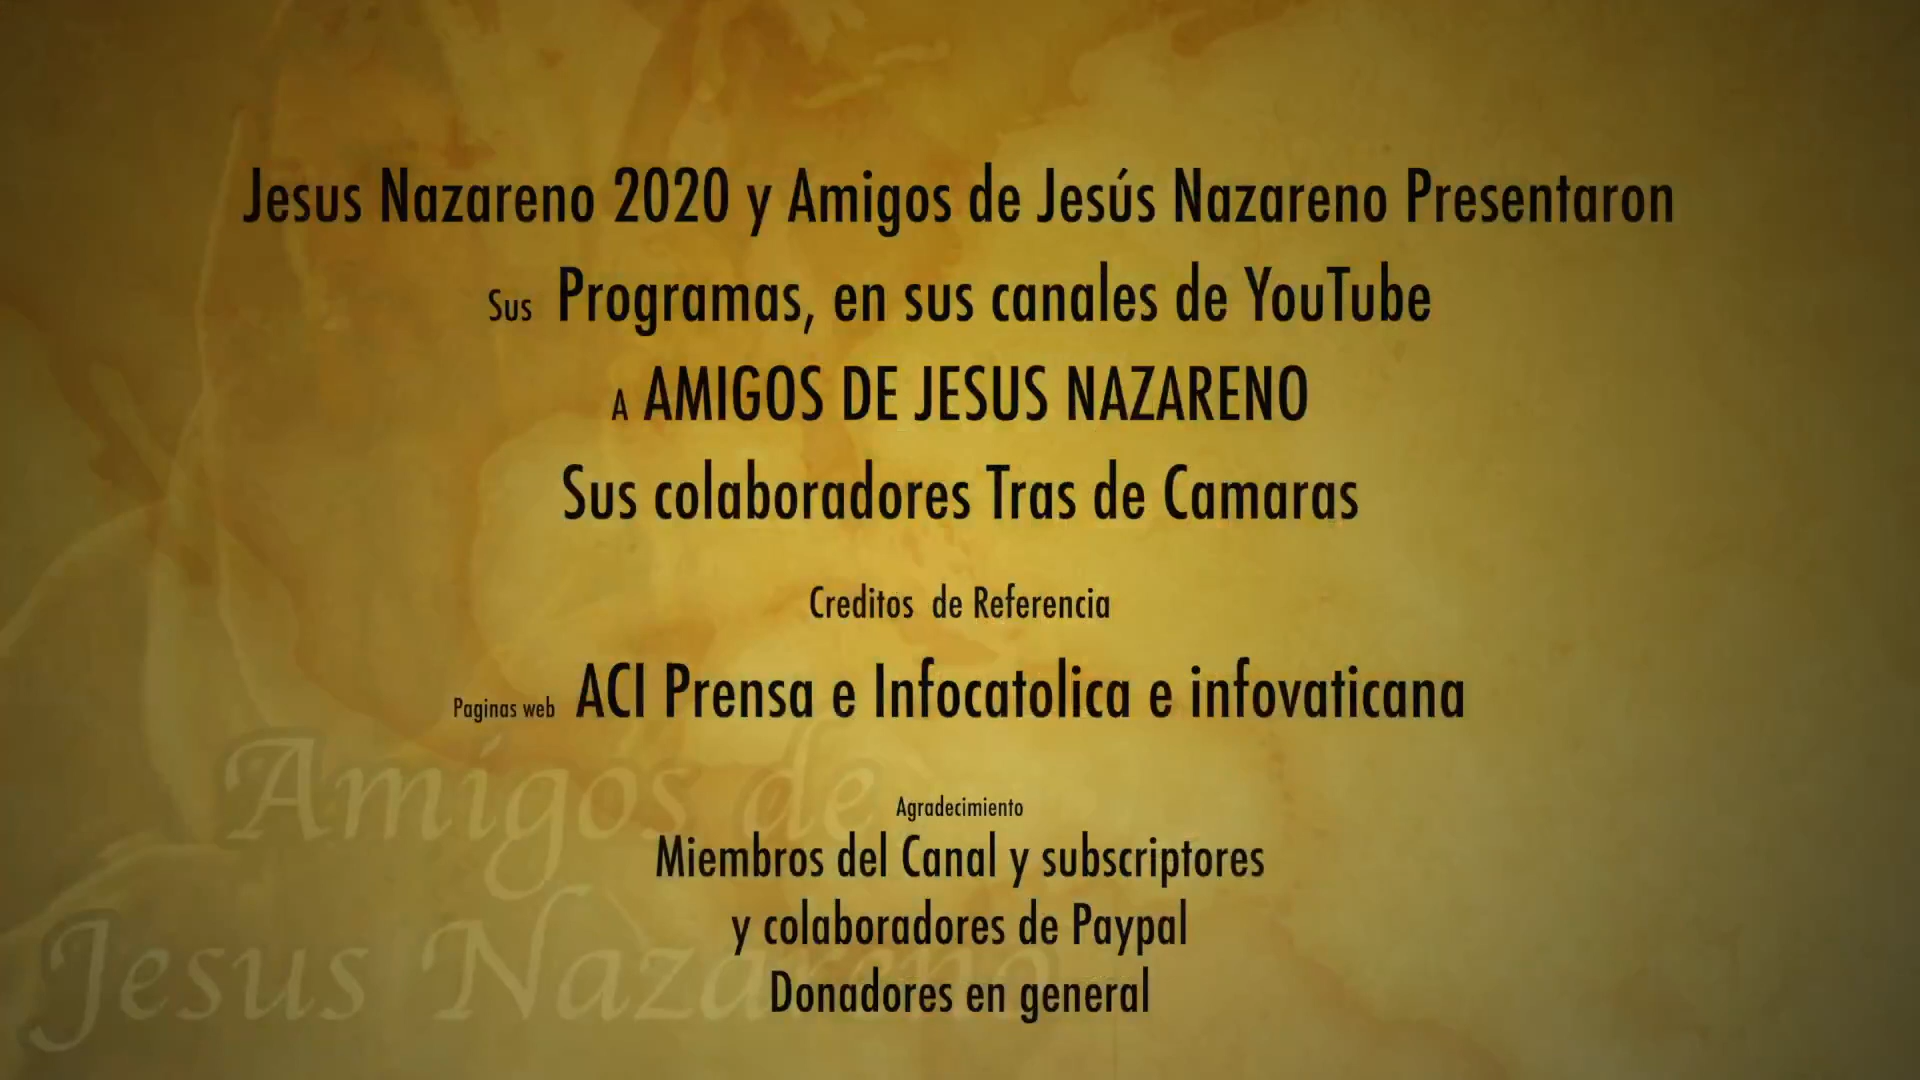 Jesus Nazareno 2020 y Amigos de Jesús Nazareno Presentaron
Sus Programas, en sus canales de YouTube
A AMIGOS DE JESUS NAZARENO
Sus colaboradores Tras de Camaras
Creditos de Referencia
Paginas web ACI Prensa e Infocatolica e infovaticana
Agradecimiento
Miembros del Canal y subscriptores
y colaboradores de Paypal
Donadores en general
Amigos de
Jesus Nazareno